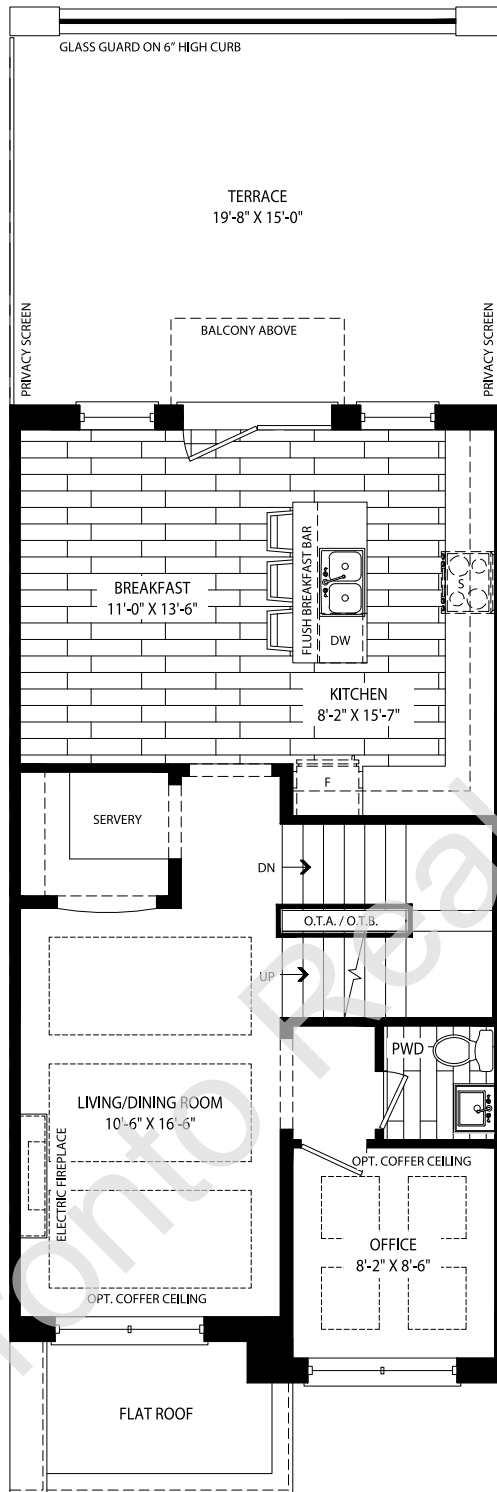 GLASS GUARD ON 6" HIGH CURB
TERRACE
19'-8" X 15'-0"
PRIVACY SCREEN
PRIVACY SCREEN
BALCONY ABOVE
FLUSH BREAKFAST BAR
S
BREAKFAST
11'-0" X 13'-6"
DW
KITCHEN
8'-2" X 15'-7"
F
SERVERY
DN
O.T.A. / O.T.B.
UP
PWD
LIVING/DINING ROOM
10'-6" X 16'-6"
ELECTRIC FIREPLACE
OPT. COFFER CEILING
OFFICE
8'-2" X 8'-6"
OPT. COFFER CEILING
FLAT ROOF
ronto Real